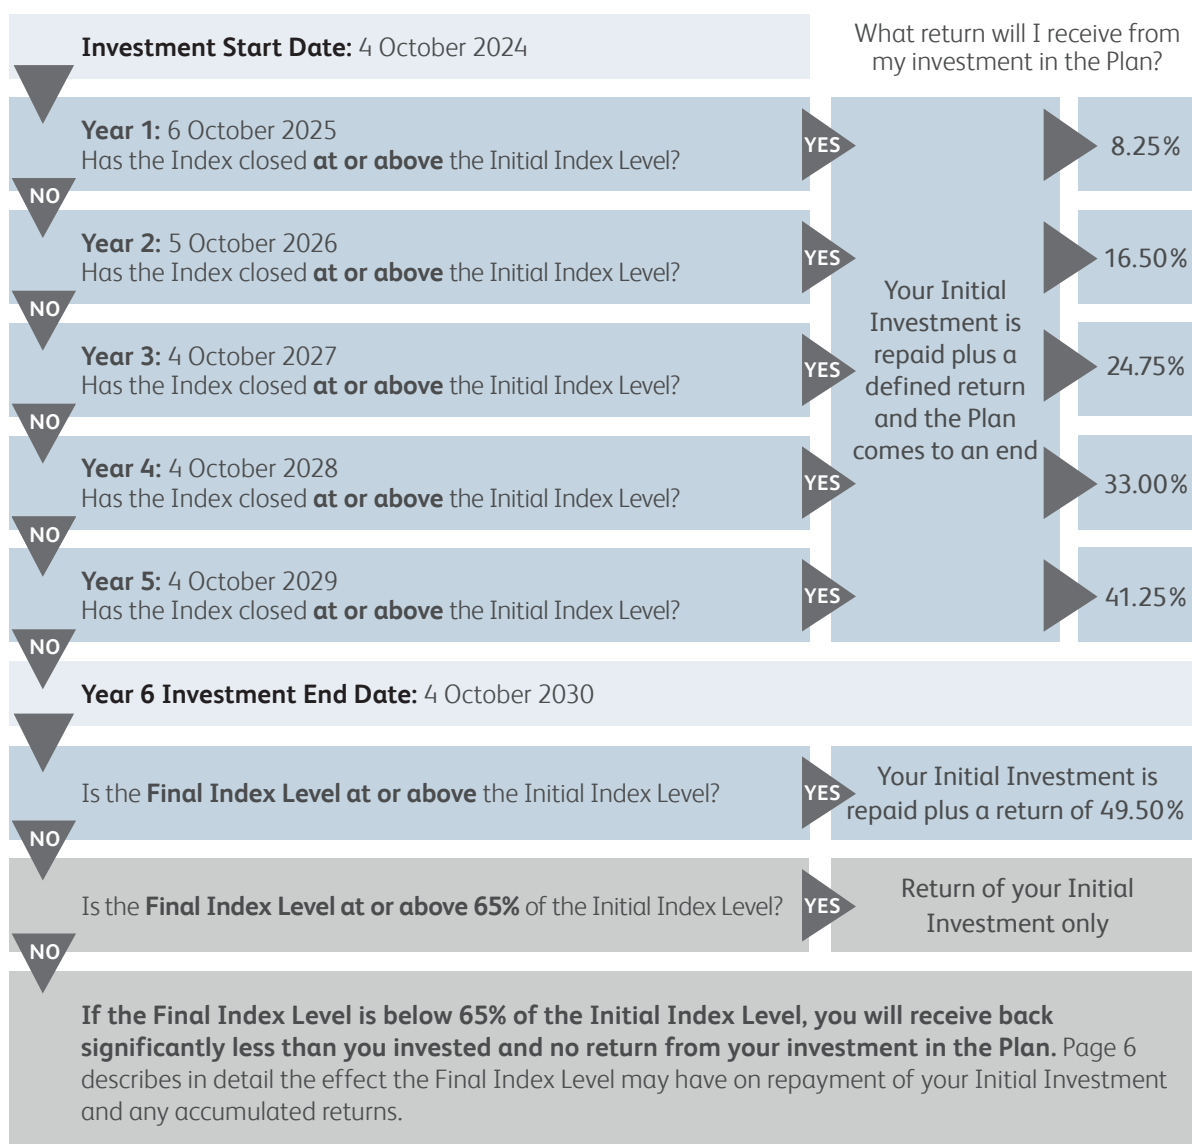 Investment Start Date: 4 October 2024
What return will I receive from
my investment in the Plan?
Year 1: 6 October 2025
Has the Index closed at or above the Initial Index Level?
YES
8.25%
NO
Year 2: 5 October 2026
Has the Index closed at or above the Initial Index Level?
YES
16.50%
NO
Year 3: 4 October 2027
Has the Index closed at or above the Initial Index Level?
YES
24.75%
NO
Year 4: 4 October 2028
Has the Index closed at or above the Initial Index Level?
YES
33.00%
NO
Year 5: 4 October 2029
Has the Index closed at or above the Initial Index Level?
YES
41.25%
NO
Your Initial
Investment is
repaid plus a
defined return
and the Plan
comes to an end
Year 6 Investment End Date: 4 October 2030
Is the Final Index Level at or above the Initial Index Level?
YES
Your Initial Investment is
repaid plus a return of 49.50%
NO
Is the Final Index Level at or above 65% of the Initial Index Level?
YES
Return of your Initial
Investment only
NO
If the Final Index Level is below 65% of the Initial Index Level, you will receive back
significantly less than you invested and no return from your investment in the Plan. Page 6
describes in detail the effect the Final Index Level may have on repayment of your Initial Investment
and any accumulated returns.